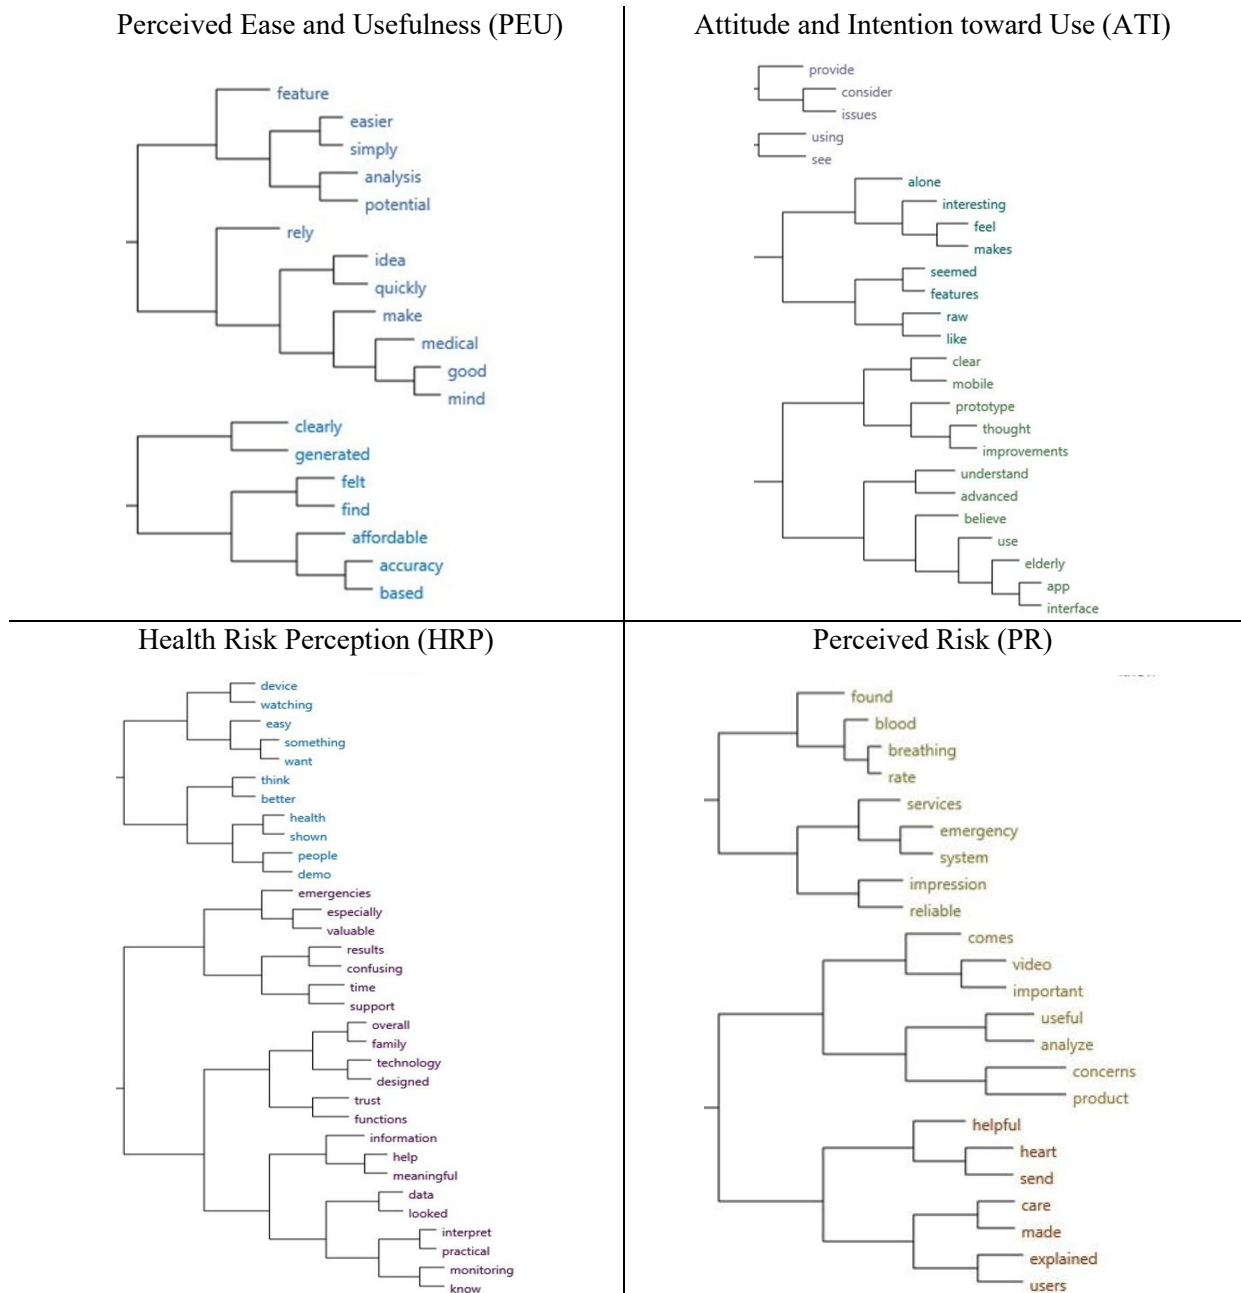 Perceived Ease and Usefulness (PEU)
feature
easier
simply
analysis
potential
rely
idea
quickly
make
medical
good
mind
clearly
generated
felt
find
affordable
accuracy
based
Attitude and Intention toward Use (ATI)
provide
consider
issues
using
see
alone
interesting
feel
makes
seemed
features
raw
like
clear
mobile
prototype
thought
improvements
understand
advanced
believe
use
elderly
app
interface
Health Risk Perception (HRP)
device
watching
easy
something
want
think
better
health
shown
people
demo
emergencies
especially
valuable
results
confusing
time
support
overall
family
technology
designed
trust
functions
information
help
meaningful
data
looked
interpret
practical
monitoring
know
Perceived Risk (PR)
found
blood
breathing
rate
services
emergency
system
impression
reliable
comes
video
important
useful
analyze
concerns
product
helpful
heart
send
care
made
explained
users